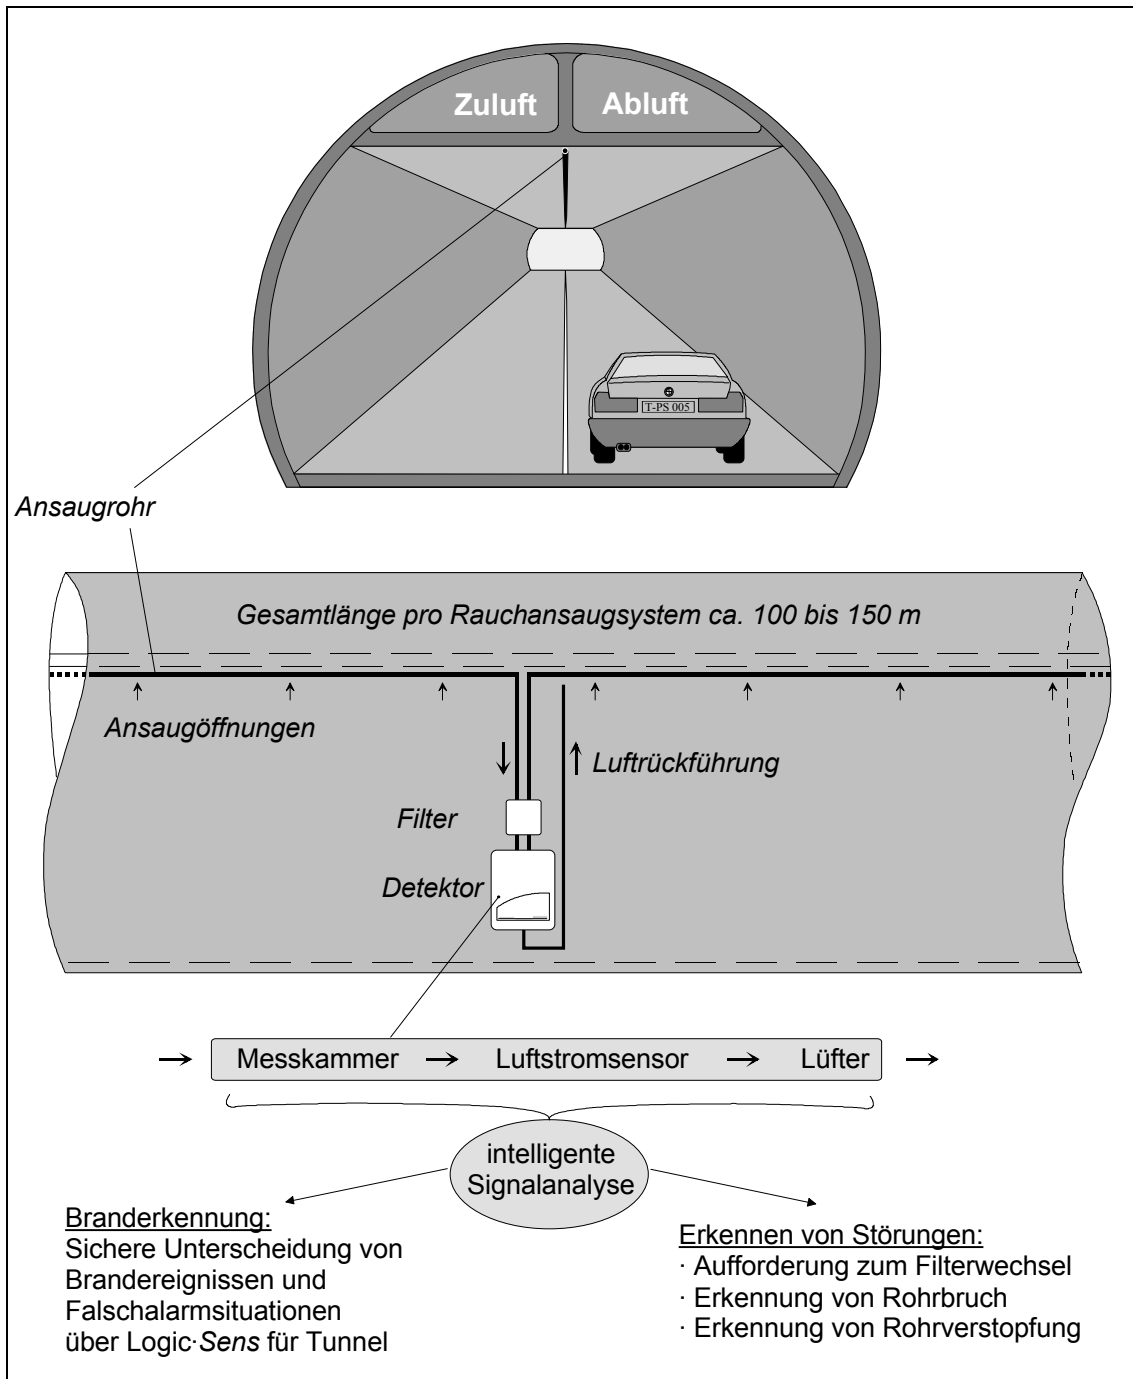 Zuluft
Abluft
T-PS 005
Ansaugrohr
Gesamtlänge pro Rauchansaugsystem ca. 100 bis 150 m
Ansaugöffnungen
Luftrückführung
Filter
Detektor
Messkammer
Luftstromsensor
Lüfter
intelligente
Signalanalyse
Branderkennung:
Sichere Unterscheidung von
Brandereignissen und
Falschalarmsituationen
über Logic·Sens für Tunnel
Erkennen von Störungen:
· Aufforderung zum Filterwechsel
· Erkennung von Rohrbruch
· Erkennung von Rohrverstopfung